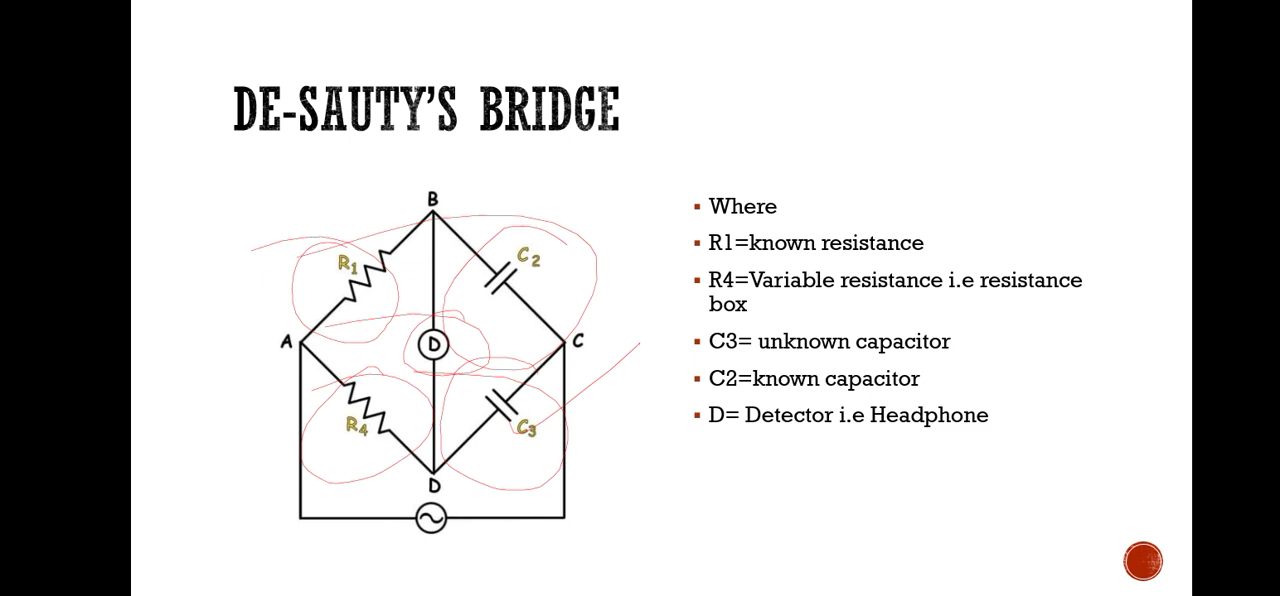 DE-SAUTY'S BRIDGE
B
R1
C2
A
D
C
R4
C3
D
Where
R1=known resistance
R4=Variable resistance i.e resistance
box
C3= unknown capacitor
C2=known capacitor
D= Detector i.e Headphone